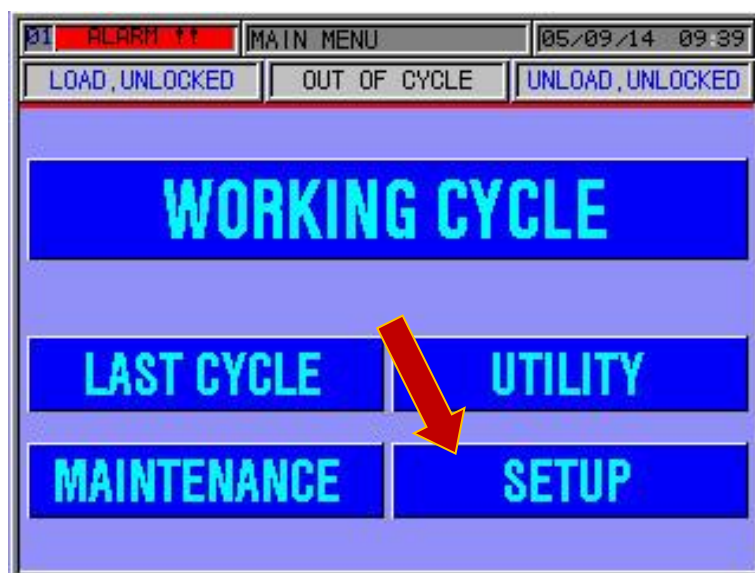 01 ALARM !! MAIN MENU 05/09/14 09:39
LOAD,UNLOCKED OUT OF CYCLE UNLOAD,UNLOCKED
WORKING CYCLE
LAST CYCLE UTILITY
MAINTENANCE SETUP